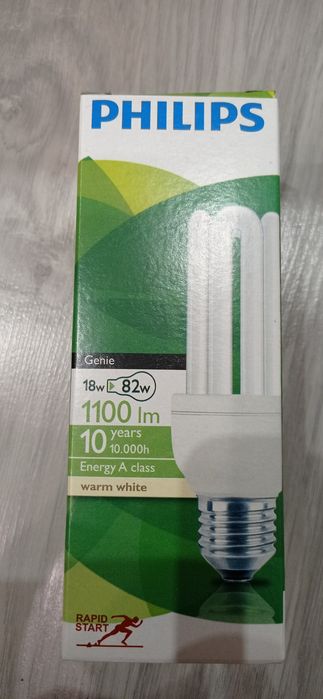 PHILIPS
Genie
18w 82w
1100 lm
10 years
10.000h
Energy A class
warm white
RAPID
START